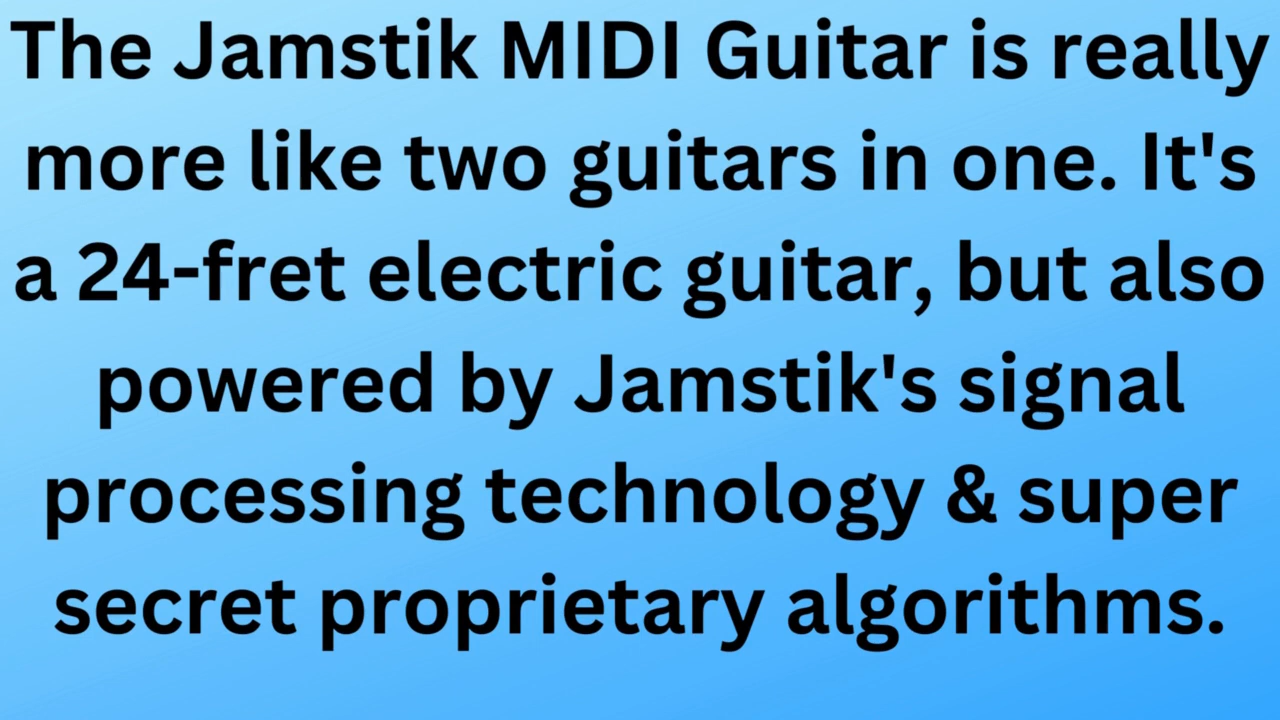 The Jamstik MIDI Guitar is really
more like two guitars in one. It's
a 24-fret electric guitar, but also
powered by Jamstik's signal
processing technology & super
secret proprietary algorithms.